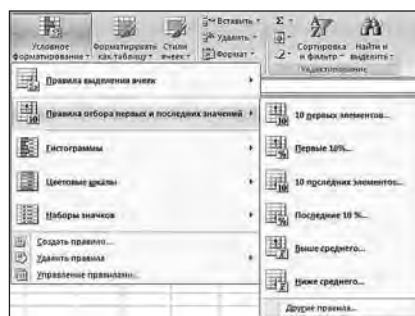 Условное форматирование
Форматировать как таблицу
Стили ячеек
Вставить
Удалить
Формат
Σ
Сортировка и фильтр
Найти и выделить
Редактирование
Правила выделения ячеек
Правила отбора первых и последних значений
Гистограммы
Цветовые шкалы
Наборы значков
Создать правило...
Удалить правила
Управление правилами...
10 первых элементов...
Первые 10%...
10 последних элементов...
Последние 10 %...
Выше среднего...
Ниже среднего...
Другие правила...